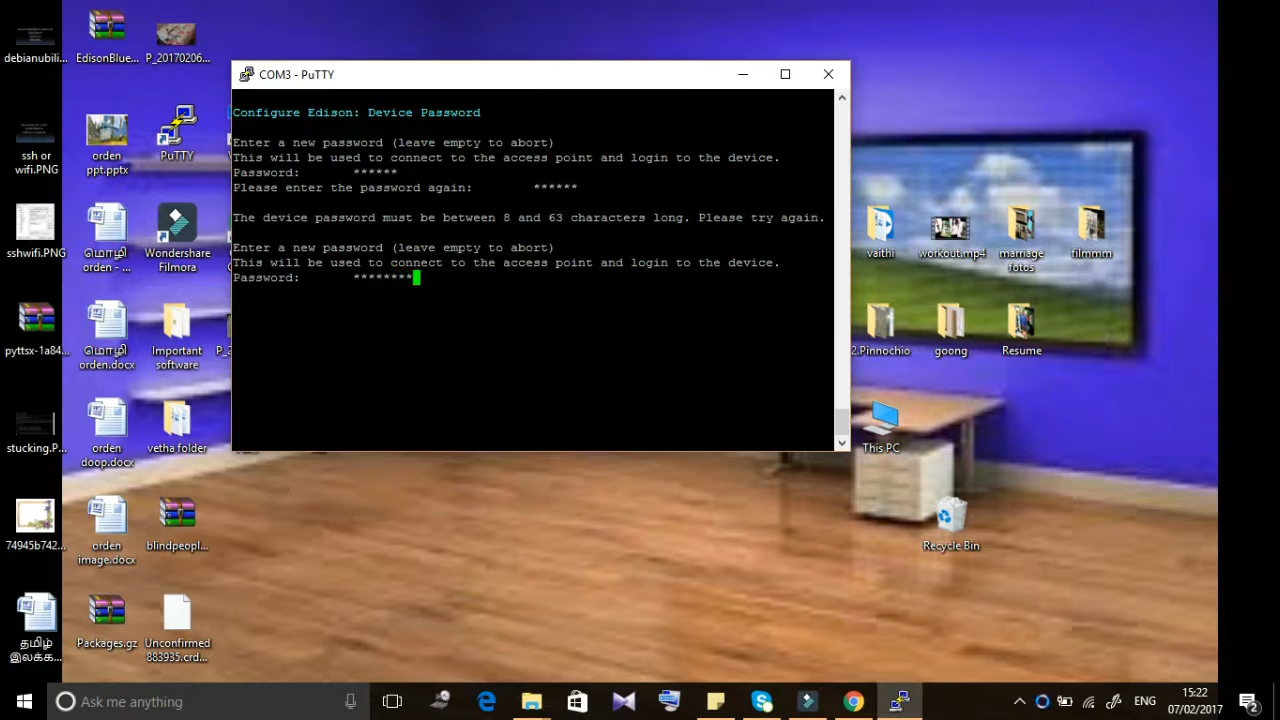 debianubili...
EdisonBlue...
P_20170206...
COM3 - PuTTY
Configure Edison: Device Password
Enter a new password (leave empty to abort)
This will be used to connect to the access point and login to the device.
Password: ******
Please enter the password again: ******
The device password must be between 8 and 63 characters long. Please try again.
Enter a new password (leave empty to abort)
This will be used to connect to the access point and login to the device.
Password: ********
ssh or
wifi.PNG
orden
ppt.pptx
PuTTY
sshwifi.PNG
மொழி
orden - ...
Wondershare
Filmora
vaithi
workout.mp4
marriage
fotos
filmmm
pyttsx-1a84...
மொழி
orden.docx
Important
software
P_2
2.Pinnochio
goong
Resume
stucking.P...
orden
doop.docx
vetha folder
This PC
74945b742...
orden
image.docx
blindpeopl...
Recycle Bin
தமிழ்
இலக்க...
Packages.gz
Unconfirmed
883935.crd...
Ask me anything
ENG
15:22
07/02/2017
2